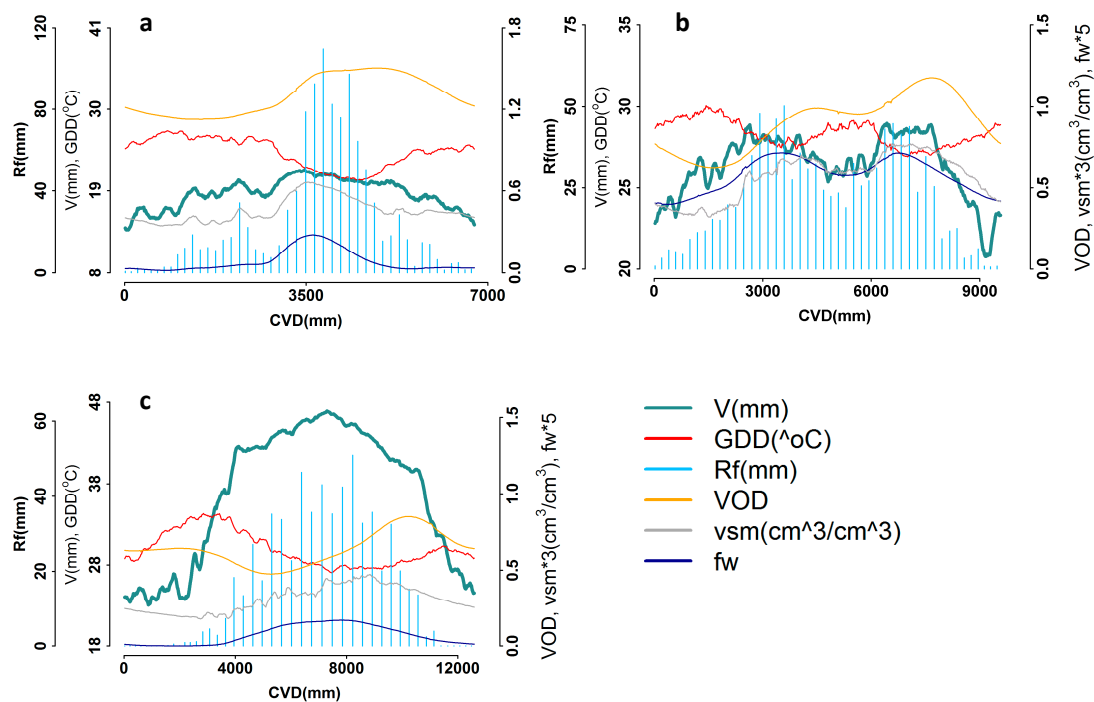 a
120
80
40
0
Rf(mm)
41
30
19
8
V(mm), GDD(°C)
1.8
1.2
0.6
0.0
0
3500
7000
CVD(mm)
b
75
50
25
0
Rf(mm)
35
30
25
20
V(mm), GDD(°C)
1.5
1.0
0.5
0.0
VOD, vsm*3(cm³/cm³), fw*5
0
3000
6000
9000
CVD(mm)
c
60
40
20
0
Rf(mm)
48
38
28
18
V(mm), GDD(°C)
1.5
1.0
0.5
0.0
VOD, vsm*3(cm³/cm³), fw*5
0
4000
8000
12000
CVD(mm)
V(mm)
GDD(^oC)
Rf(mm)
VOD
vsm(cm^3/cm^3)
fw